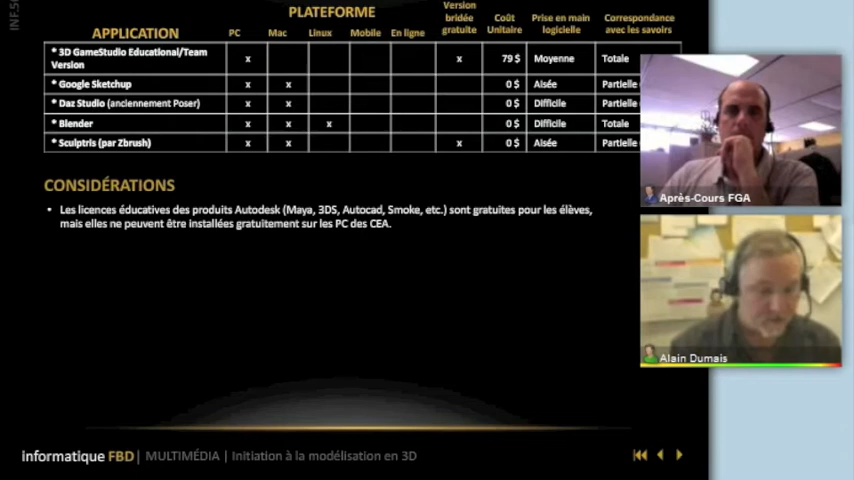 INF.5
PLATEFORME
Version bridée gratuite
Coût Unitaire
Prise en main logicielle
Correspondance avec les savoirs
APPLICATION PC Mac Linux Mobile En ligne
* 3D GameStudio Educational/Team Version x x 79 $ Moyenne Totale
* Google Sketchup x x 0 $ Aisée Partielle
* Daz Studio (anciennement Poser) x x 0 $ Difficile Partielle
* Blender x x x 0 $ Difficile Totale
* Sculptris (par Zbrush) x x x 0 $ Aisée Partielle
CONSIDÉRATIONS
• Les licences éducatives des produits Autodesk (Maya, 3DS, Autocad, Smoke, etc.) sont gratuites pour les élèves,
mais elles ne peuvent être installées gratuitement sur les PC des CEA.
Après-Cours FGA
Alain Dumais
informatique FBD | MULTIMÉDIA | Initiation à la modélisation en 3D